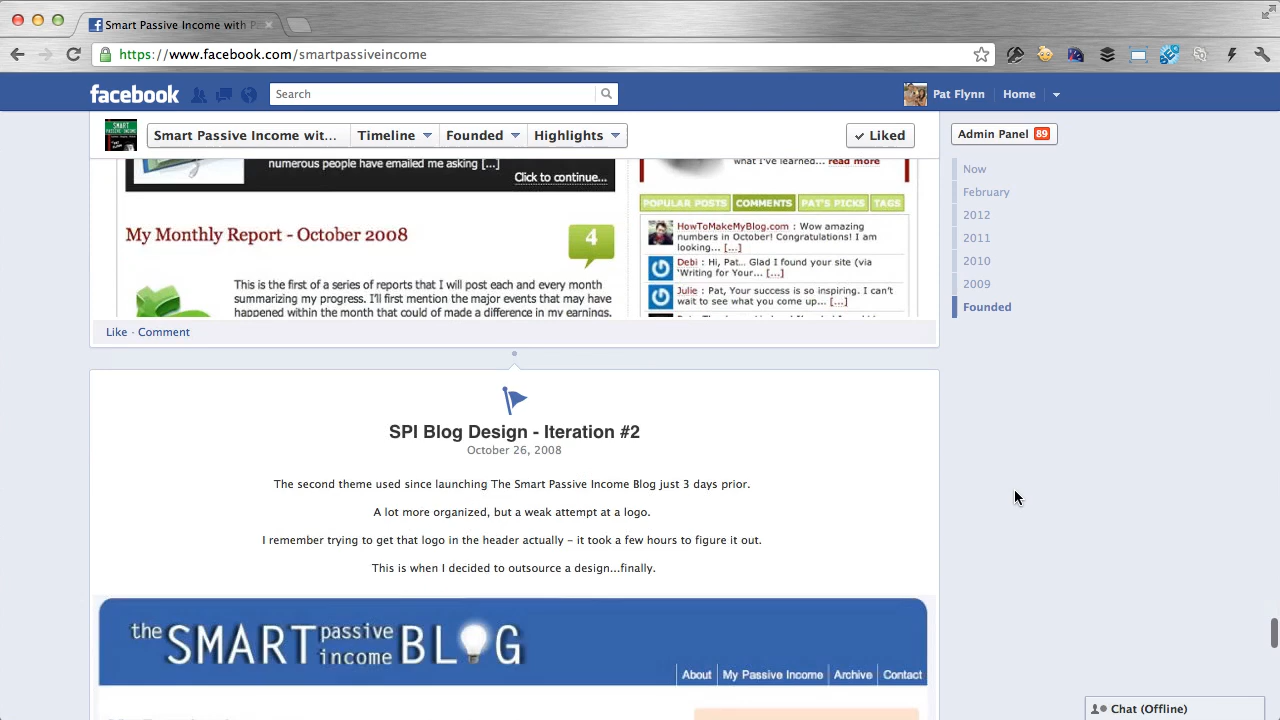 Smart Passive Income with P
https://www.facebook.com/smartpassiveincome
facebook
Search
Pat Flynn
Home
Smart Passive Income wit...
Timeline
Founded
Highlights
Liked
Admin Panel 89
Now
February
2012
2011
2010
2009
Founded
numerous people have emailed me asking [...]
Click to continue...
what I've learned... read more
POPULAR POSTS
COMMENTS
PAT'S PICKS
TAGS
My Monthly Report - October 2008
4
This is the first of a series of reports that I will post each and every month
summarizing my progress. I'll first mention the major events that may have
happened within the month that could of made a difference in my earnings.
HowToMakeMyBlog.com : Wow amazing
numbers in October! Congratulations! I am
looking... [...]
Debi : Hi, Pat.. Glad I found your site (via
'Writing for Your... [...]
Julie : Pat, Your success is so inspiring. I can't
wait to see what you come up... [...]
Like · Comment
SPI Blog Design - Iteration #2
October 26, 2008
The second theme used since launching The Smart Passive Income Blog just 3 days prior.
A lot more organized, but a weak attempt at a logo.
I remember trying to get that logo in the header actually – it took a few hours to figure it out.
This is when I decided to outsource a design...finally.
the SMART passive income BLOG
About
My Passive Income
Archive
Contact
Chat (Offline)